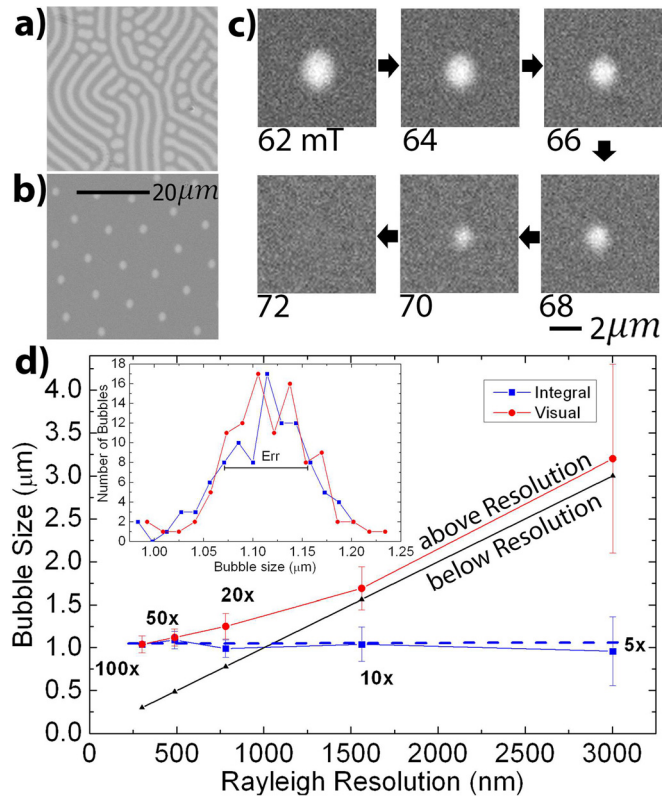 a)
c)
62 mT
64
66
b)
20μm
72
70
68
2μm
d)
4.0
3.5
3.0
2.5
2.0
1.5
1.0
0.5
0.0
Bubble Size (μm)
18
16
14
12
10
8
6
4
2
0
Number of Bubbles
Err
1.00
1.05
1.10
1.15
1.20
1.25
Bubble size (μm)
Integral
Visual
above Resolution
below Resolution
100x
50x
20x
10x
5x
0
500
1000
1500
2000
2500
3000
Rayleigh Resolution (nm)